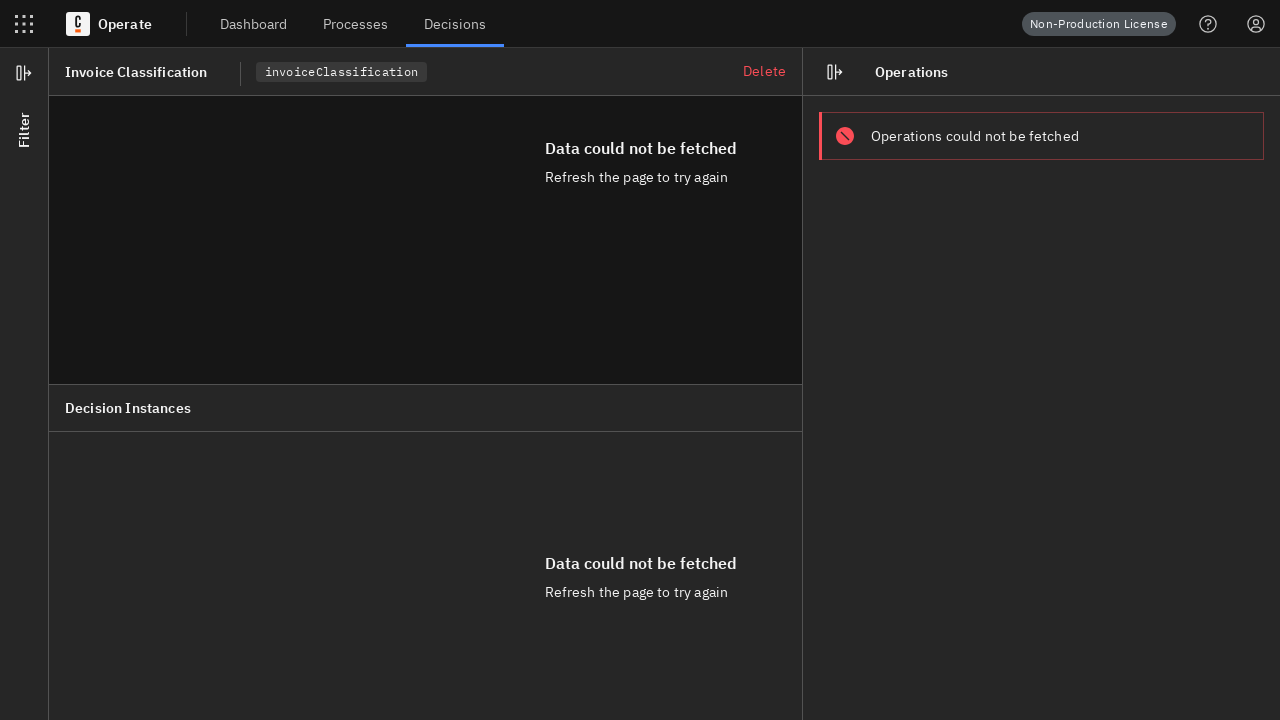 Operate
Dashboard
Processes
Decisions
Non-Production License
Filter
Invoice Classification
invoiceClassification
Delete
Data could not be fetched
Refresh the page to try again
Decision Instances
Data could not be fetched
Refresh the page to try again
Operations
Operations could not be fetched